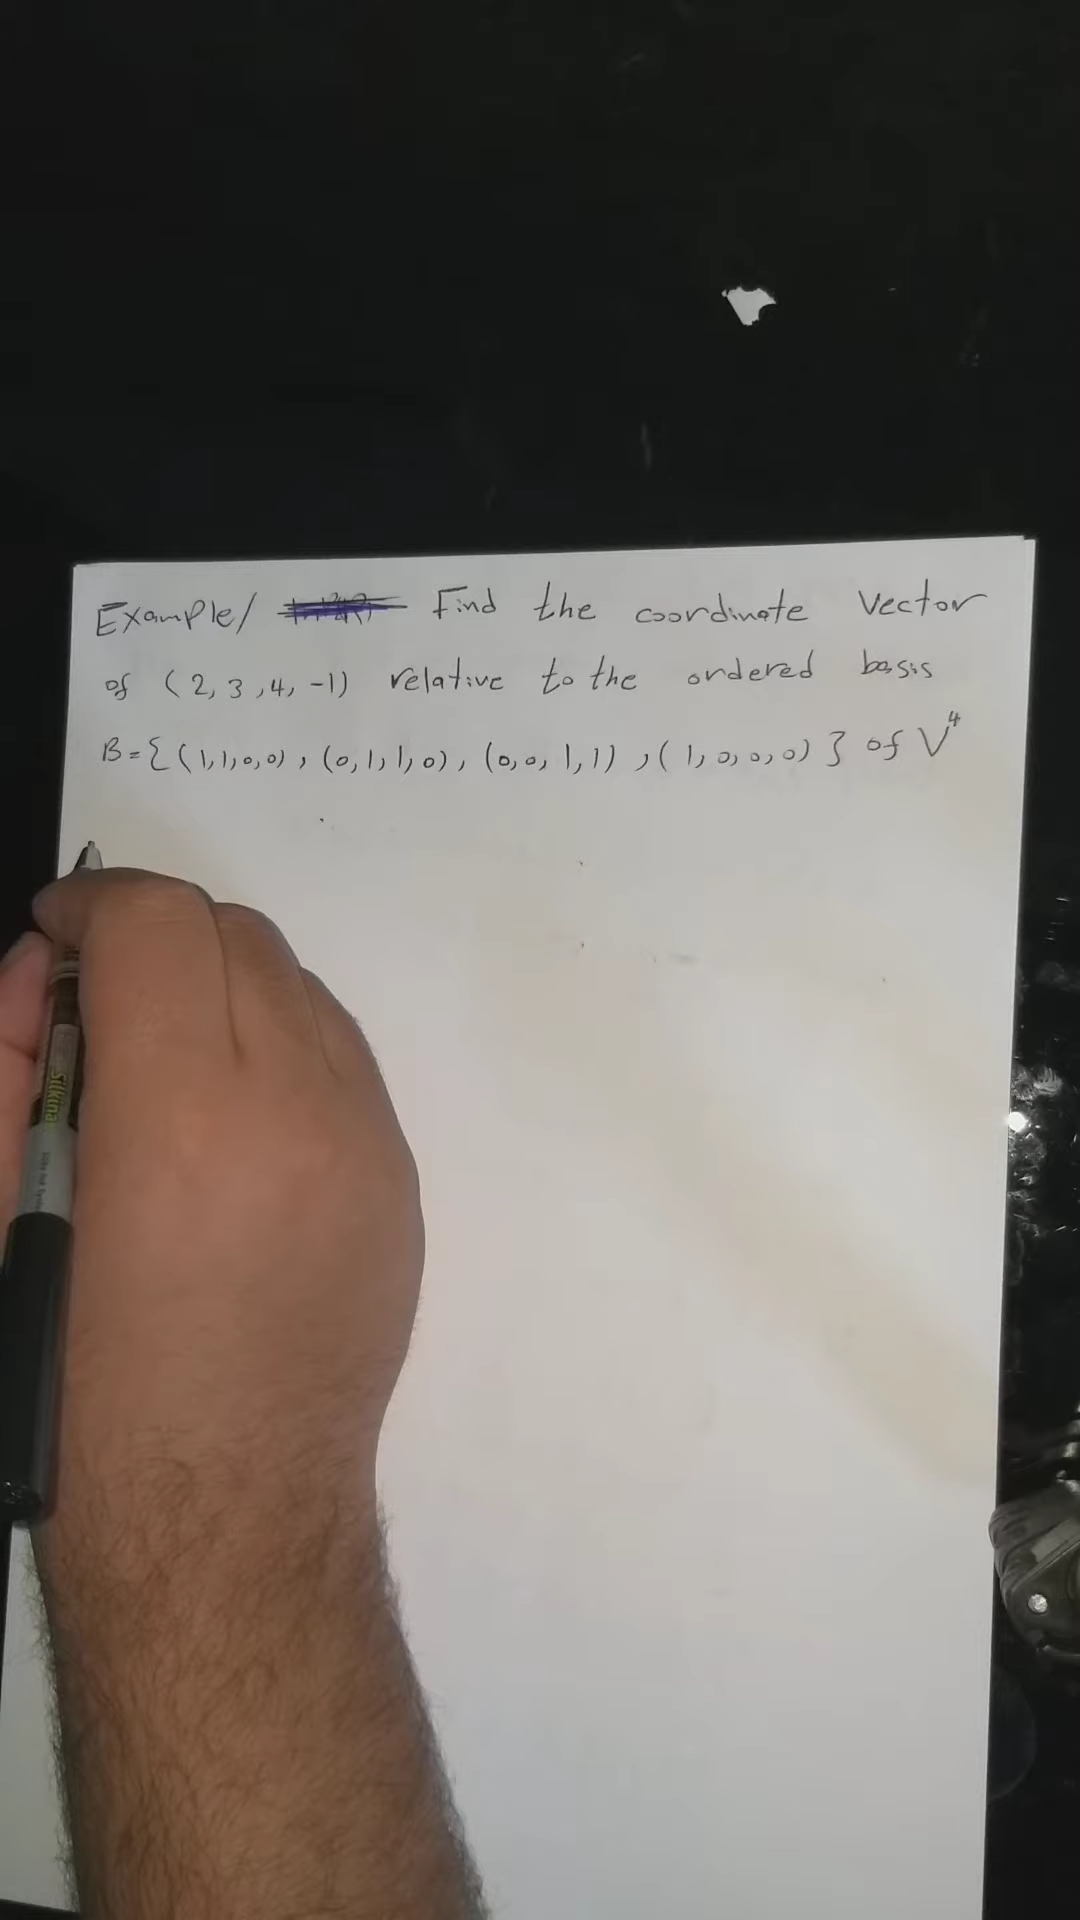 Example/ Find the coordinate Vector
of (2, 3, 4, -1) relative to the ordered basis
B = { (1,1,0,0), (0,1,1,0), (0,0,1,1), (1,0,0,0) } of V⁴
Silkina